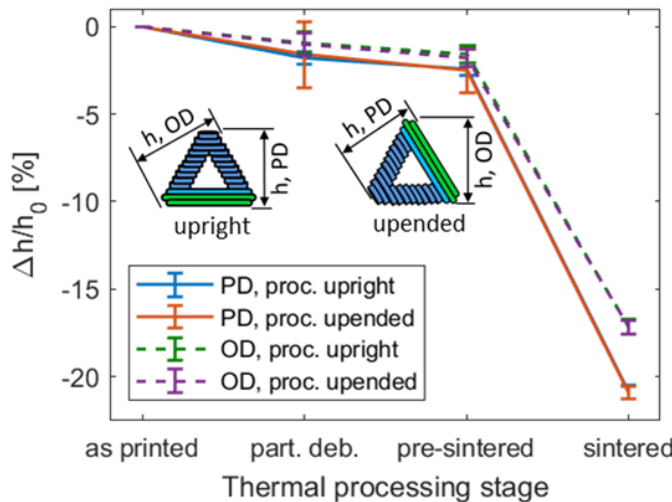 0
-5
-10
-15
-20
Δh/h0 [%]
h, OD
h, PD
upright
h, PD
h, OD
upended
PD, proc. upright
PD, proc. upended
OD, proc. upright
OD, proc. upended
as printed
part. deb.
pre-sintered
sintered
Thermal processing stage